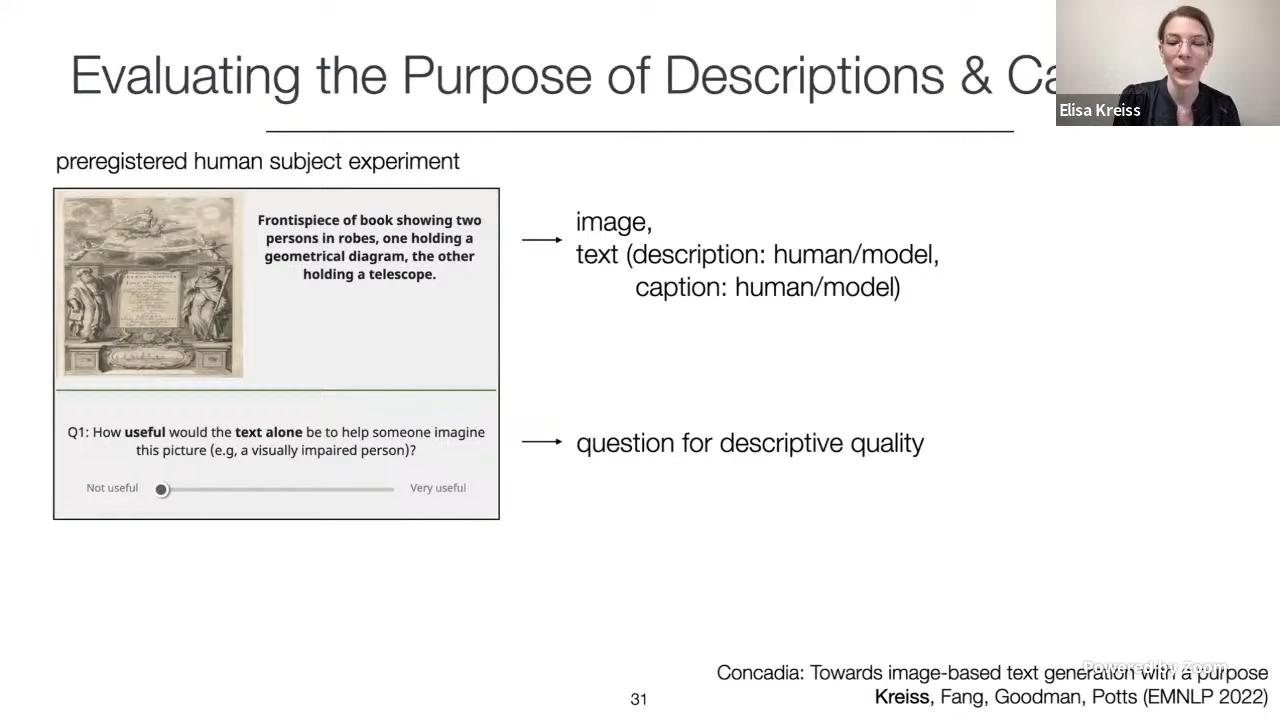 Evaluating the Purpose of Descriptions & Ca
Elisa Kreiss
preregistered human subject experiment
Frontispiece of book showing two
persons in robes, one holding a
geometrical diagram, the other
holding a telescope.
image,
text (description: human/model,
caption: human/model)
Q1: How useful would the text alone be to help someone imagine
this picture (e.g, a visually impaired person)?
Not useful
Very useful
question for descriptive quality
Concadia: Towards image-based text generation with a purpose
Powered by Zoom
Kreiss, Fang, Goodman, Potts (EMNLP 2022)
31